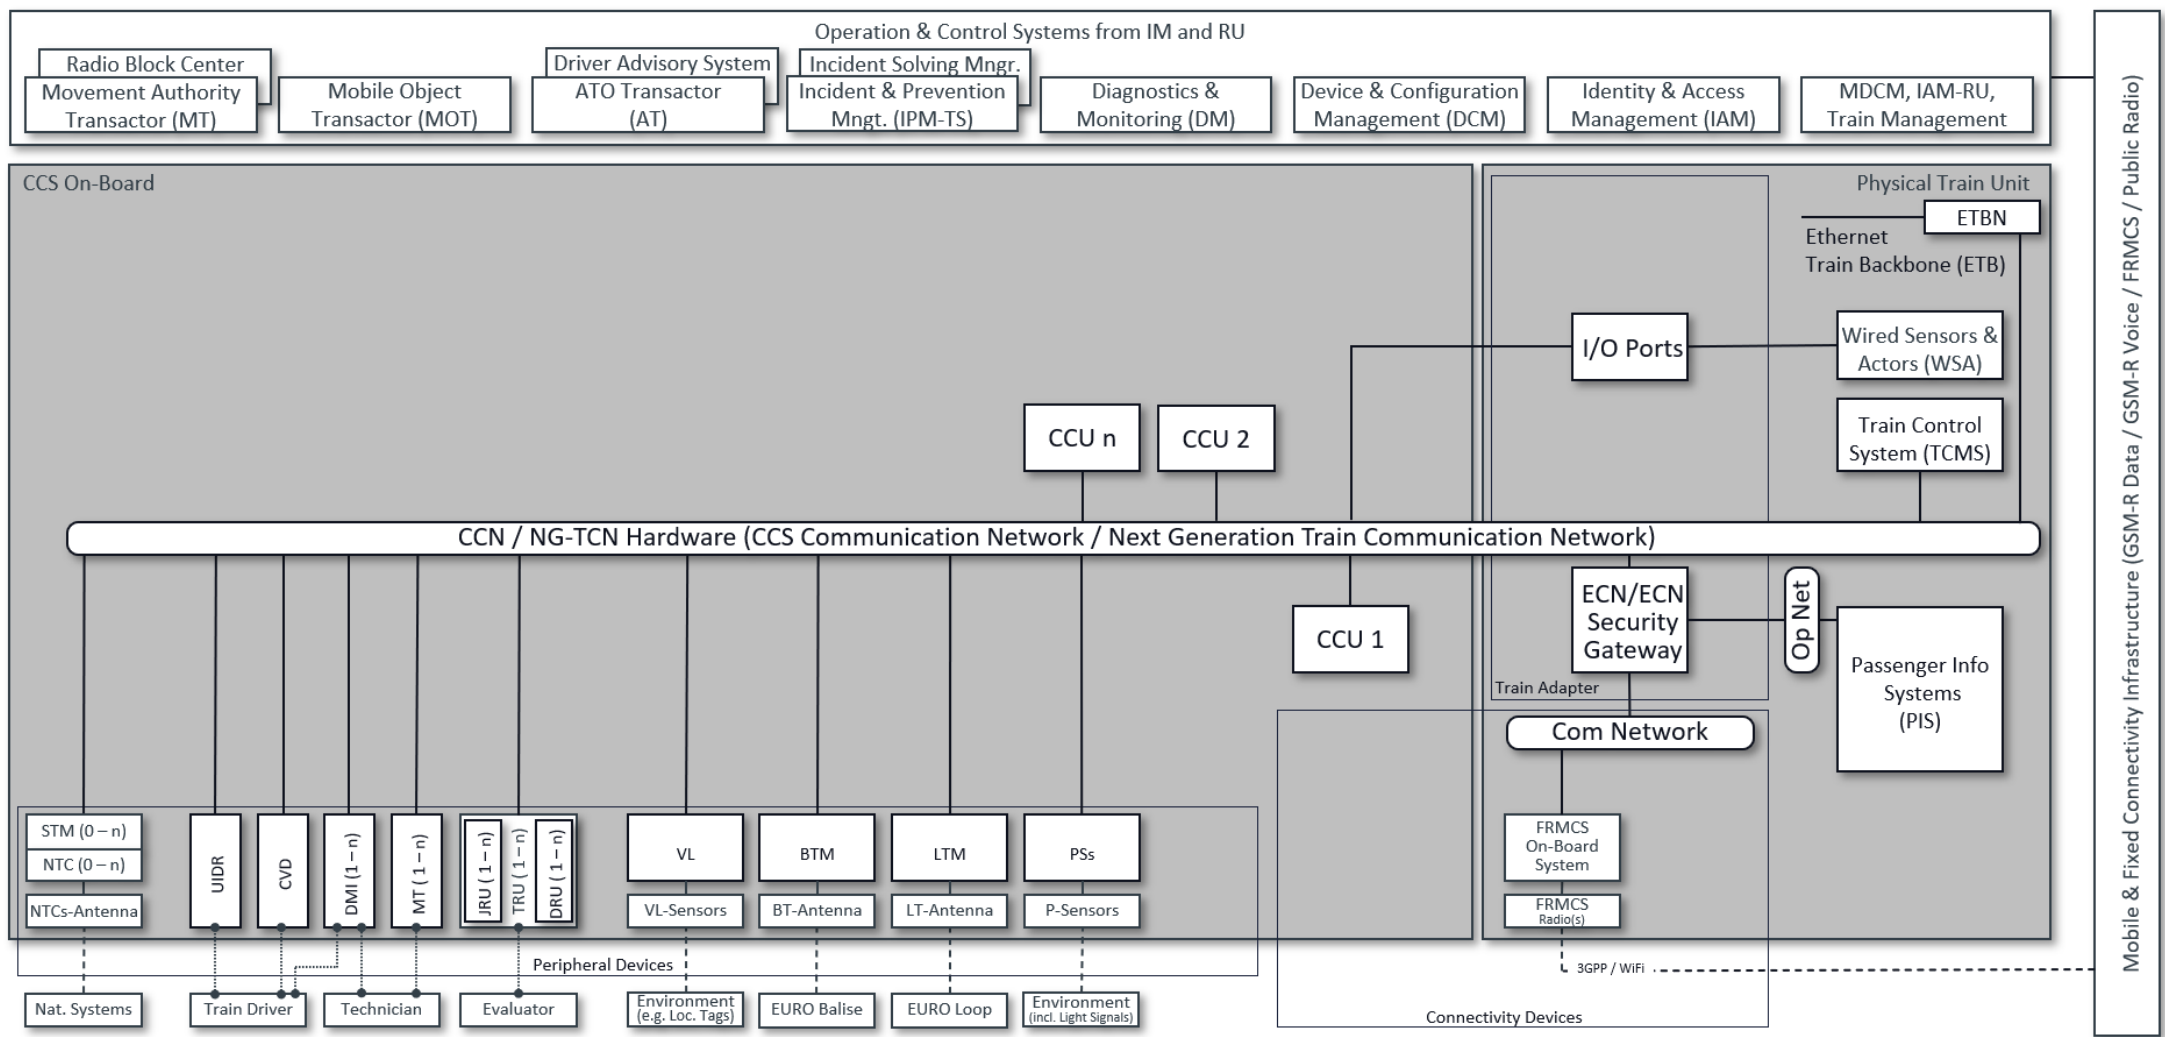 Operation & Control Systems from IM and RU
Radio Block Center
Movement Authority
Transactor (MT)
Mobile Object
Transactor (MOT)
Driver Advisory System
ATO Transactor
(AT)
Incident Solving Mngr.
Incident & Prevention
Mngt. (IPM-TS)
Diagnostics &
Monitoring (DM)
Device & Configuration
Management (DCM)
Identity & Access
Management (IAM)
MDCM, IAM-RU,
Train Management
Mobile & Fixed Connectivity Infrastructure (GSM-R Data / GSM-R Voice / FRMCS / Public Radio)
CCS On-Board
Physical Train Unit
ETBN
Ethernet
Train Backbone (ETB)
I/O Ports
Wired Sensors &
Actors (WSA)
CCU n
CCU 2
Train Control
System (TCMS)
CCN / NG-TCN Hardware (CCS Communication Network / Next Generation Train Communication Network)
CCU 1
ECN/ECN
Security
Gateway
Op Net
Passenger Info
Systems
(PIS)
Train Adapter
Com Network
STM (0 – n)
NTC (0 – n)
NTCs-Antenna
UIDR
CVD
DMI (1 – n)
MT ( 1 – n)
JRU ( 1 – n)
TRU ( 1 – n)
DRU ( 1 – n)
VL
VL-Sensors
BTM
BT-Antenna
LTM
LT-Antenna
PSs
P-Sensors
FRMCS
On-Board
System
FRMCS
Radio(s)
Peripheral Devices
3GPP / WiFi
Nat. Systems
Train Driver
Technician
Evaluator
Environment
(e.g. Loc. Tags)
EURO Balise
EURO Loop
Environment
(incl. Light Signals)
Connectivity Devices